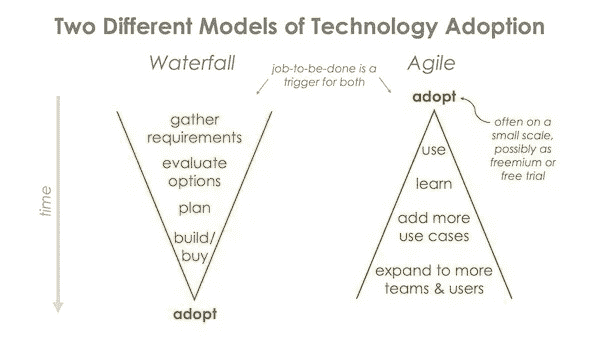 Two Different Models of Technology Adoption
Waterfall
job-to-be-done is a
trigger for both
Agile
time
gather
requirements
evaluate
options
plan
build/
buy
adopt
adopt
often on a
small scale,
possibly as
freemium or
free trial
use
learn
add more
use cases
expand to more
teams & users